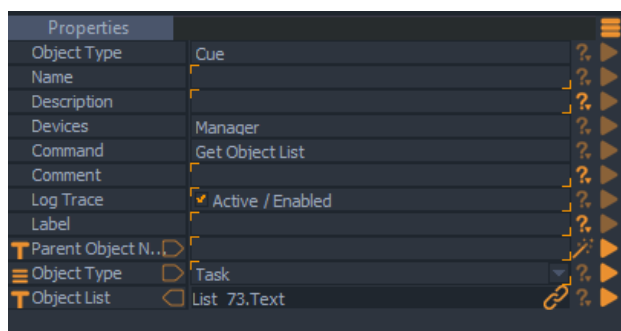 Properties
Object Type Cue
Name
Description
Devices Manager
Command Get Object List
Comment
Log Trace Active / Enabled
Label
Parent Object N...
Object Type Task
Object List List 73.Text